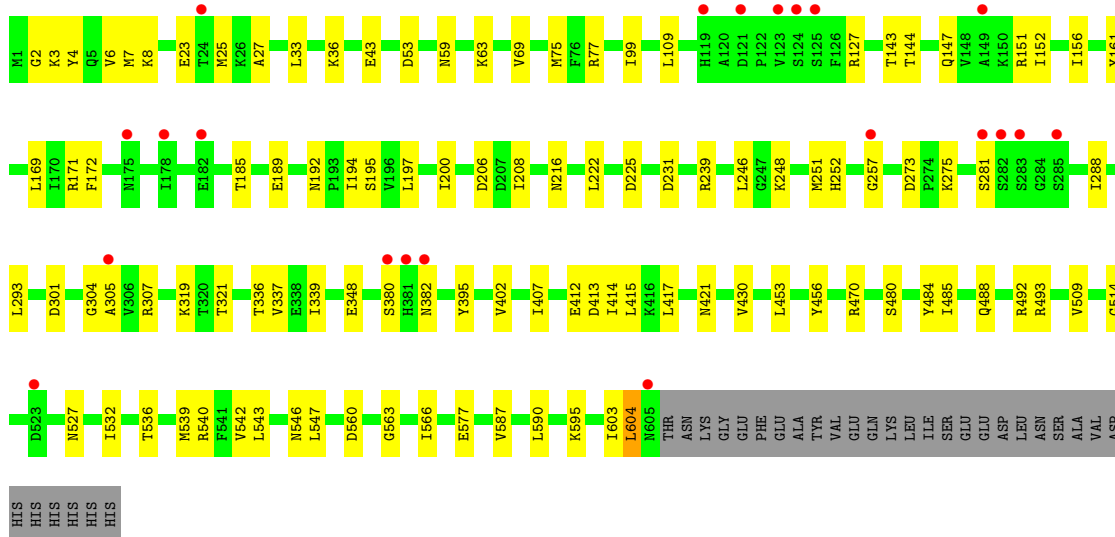 M1 G2 K3 Y4 Q5 V6 M7 K8 E23 T24 M25 K26 A27 L33 K36 E43 D53 N59 K63 V69 M75 F76 R77 I99 L109 H119 A120 D121 P122 V123 S124 S125 F126 R127 T143 T144 Q147 V148 A149 K150 R151 I152 I156
L169 I170 R171 F172 N175 I178 E182 T185 E189 N192 P193 I194 S195 V196 L197 I200 D206 D207 I208 N216 L222 D225 D231 R239 L246 G247 K248 M251 H252 G257 D273 P274 K275 S281 S282 S283 G284 S285 I288
L293 D301 G304 A305 V306 R307 K319 T320 T321 T336 V337 E338 I339 E348 S380 H381 N382 Y395 V402 I407 E412 D413 I414 L415 K416 L417 N421 V430 L453 Y456 R470 S480 Y484 I485 Q488 R492 R493 V509 G514
D523 N527 I532 T536 M539 R540 F541 V542 L543 N546 L547 D560 G563 I566 E577 V587 L590 K595 I603 L604 N605 THR ASN LYS GLY GLU GLU PHE GLU ALA TYR VAL GLU GLN LYS LEU ILE SER GLU GLU ASP LEU ASN SER ALA VAL ASP
HIS HIS HIS HIS HIS